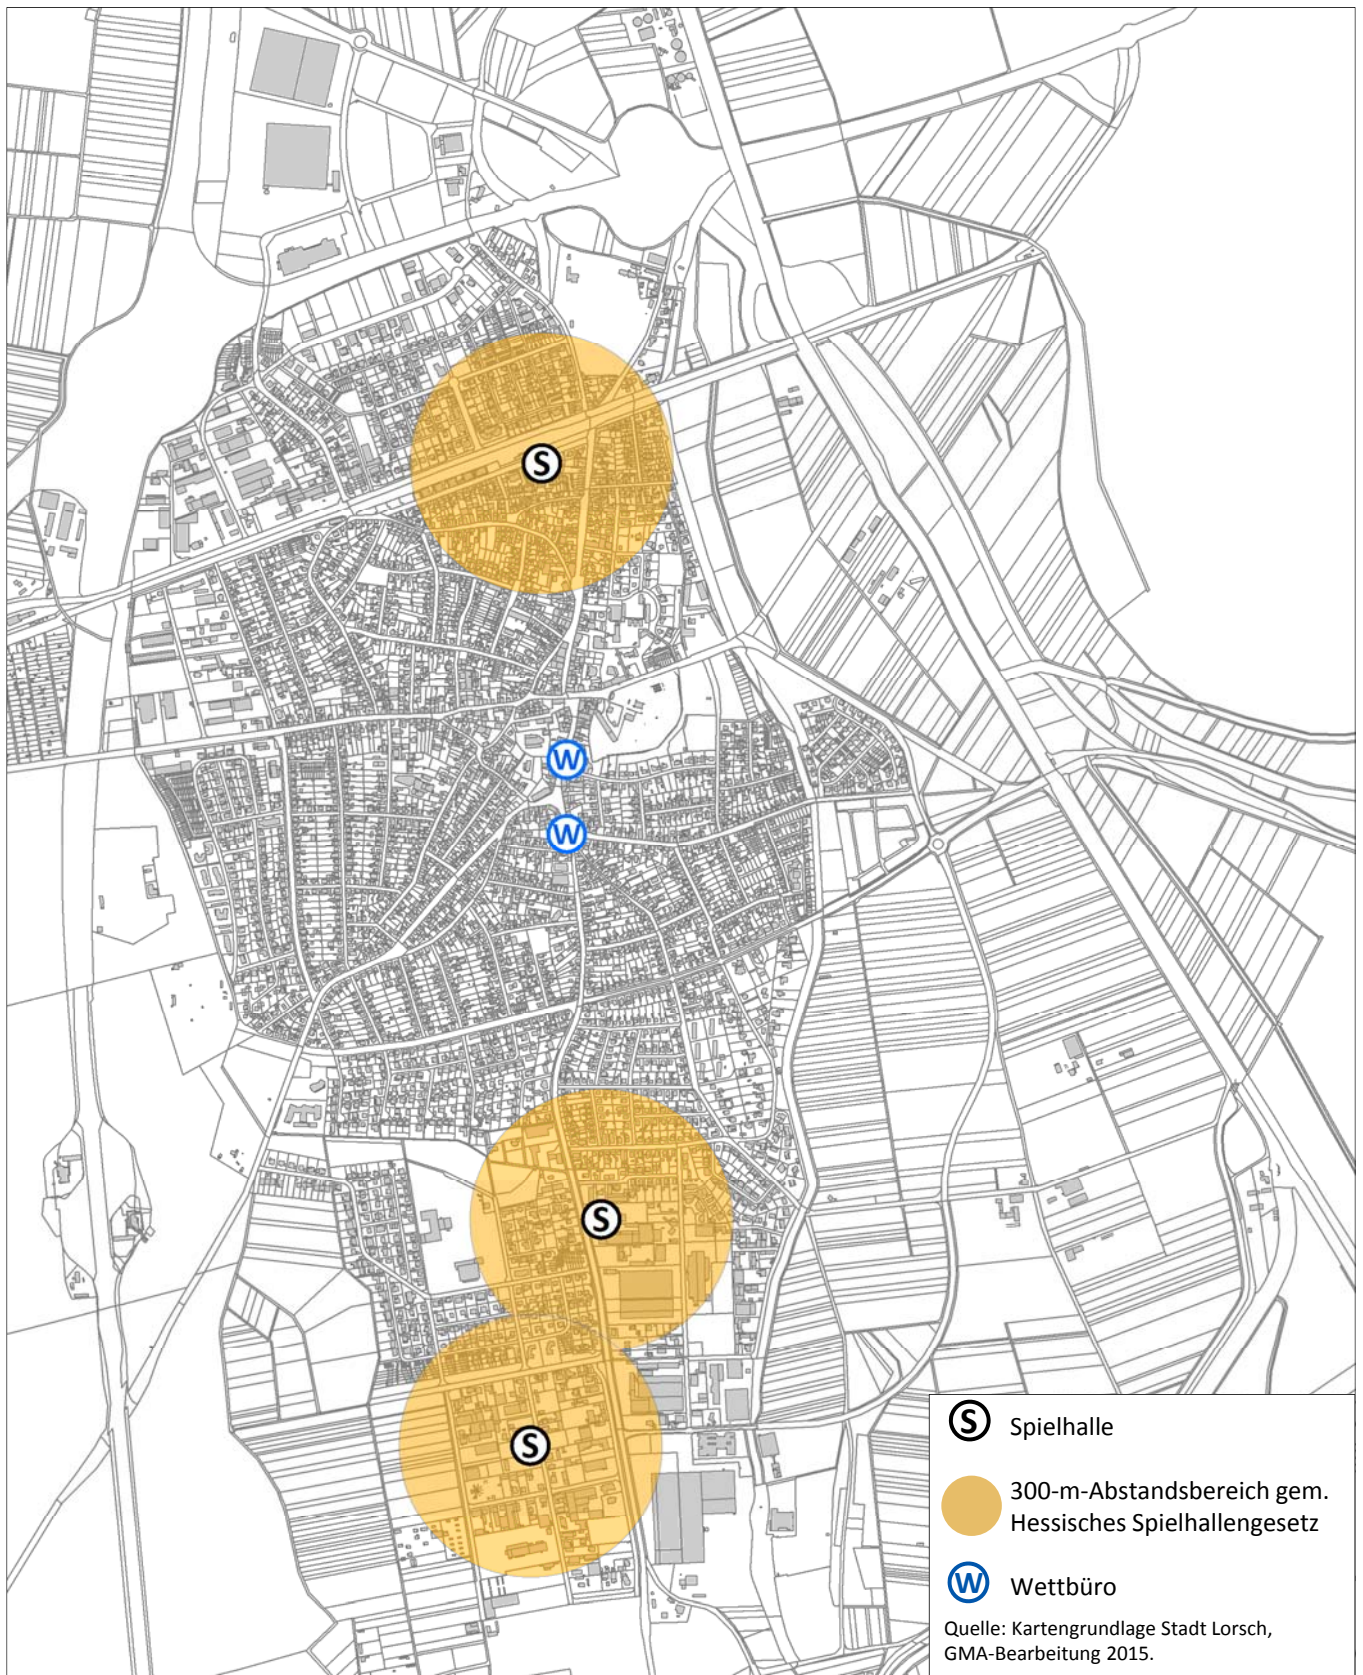 S
W
W
S
S
S Spielhalle
300-m-Abstandsbereich gem.
Hessisches Spielhallengesetz
W Wettbüro
Quelle: Kartengrundlage Stadt Lorsch,
GMA-Bearbeitung 2015.